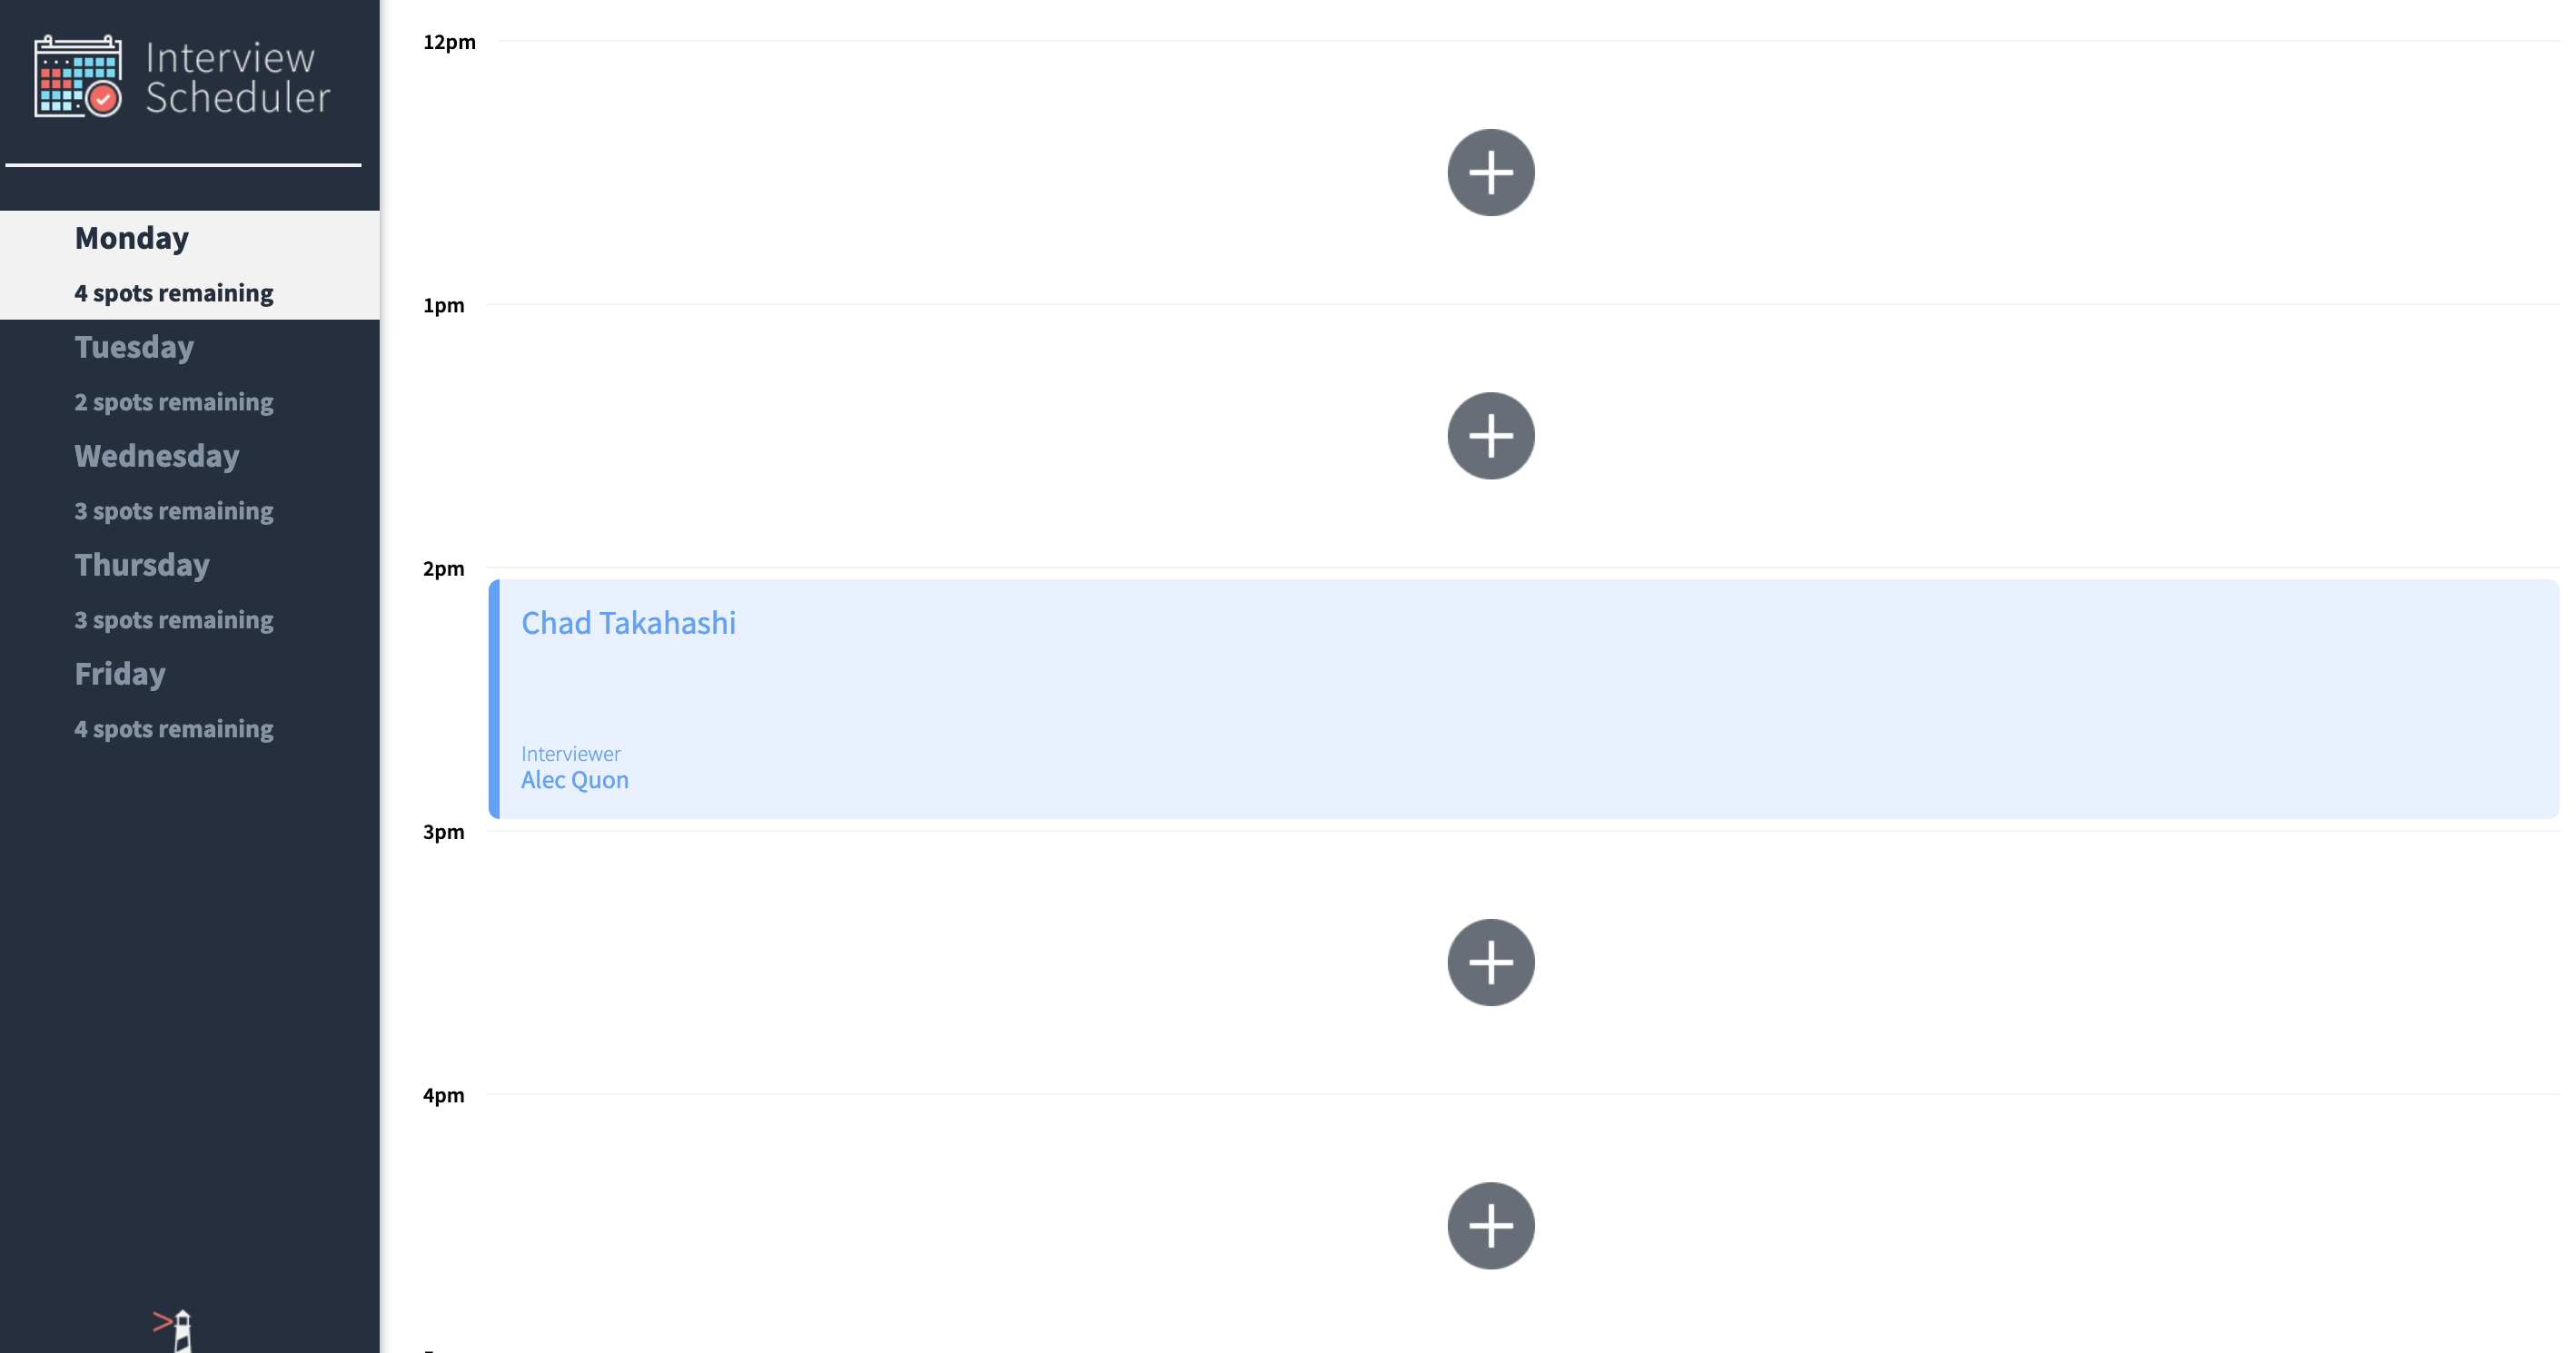 Interview
Scheduler
Monday
4 spots remaining
Tuesday
2 spots remaining
Wednesday
3 spots remaining
Thursday
3 spots remaining
Friday
4 spots remaining
12pm
1pm
2pm
Chad Takahashi
Interviewer
Alec Quon
3pm
4pm